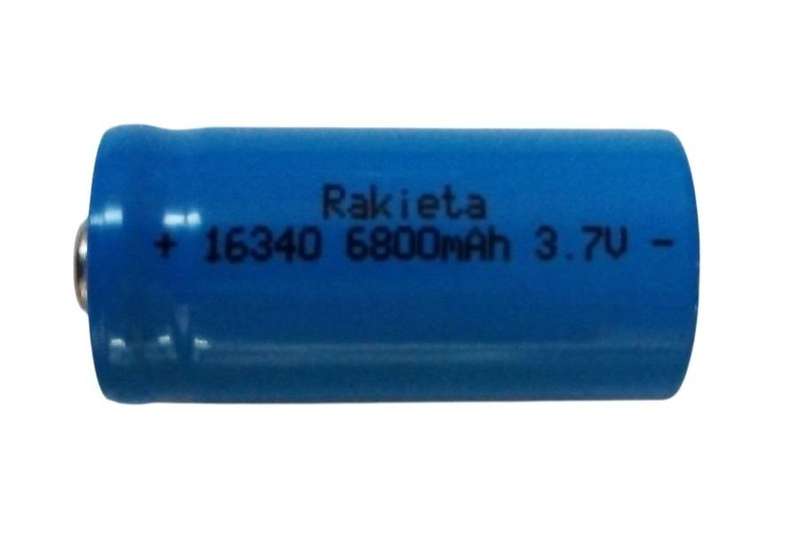 Rakieta
+ 16340 6800mAh 3.7V -